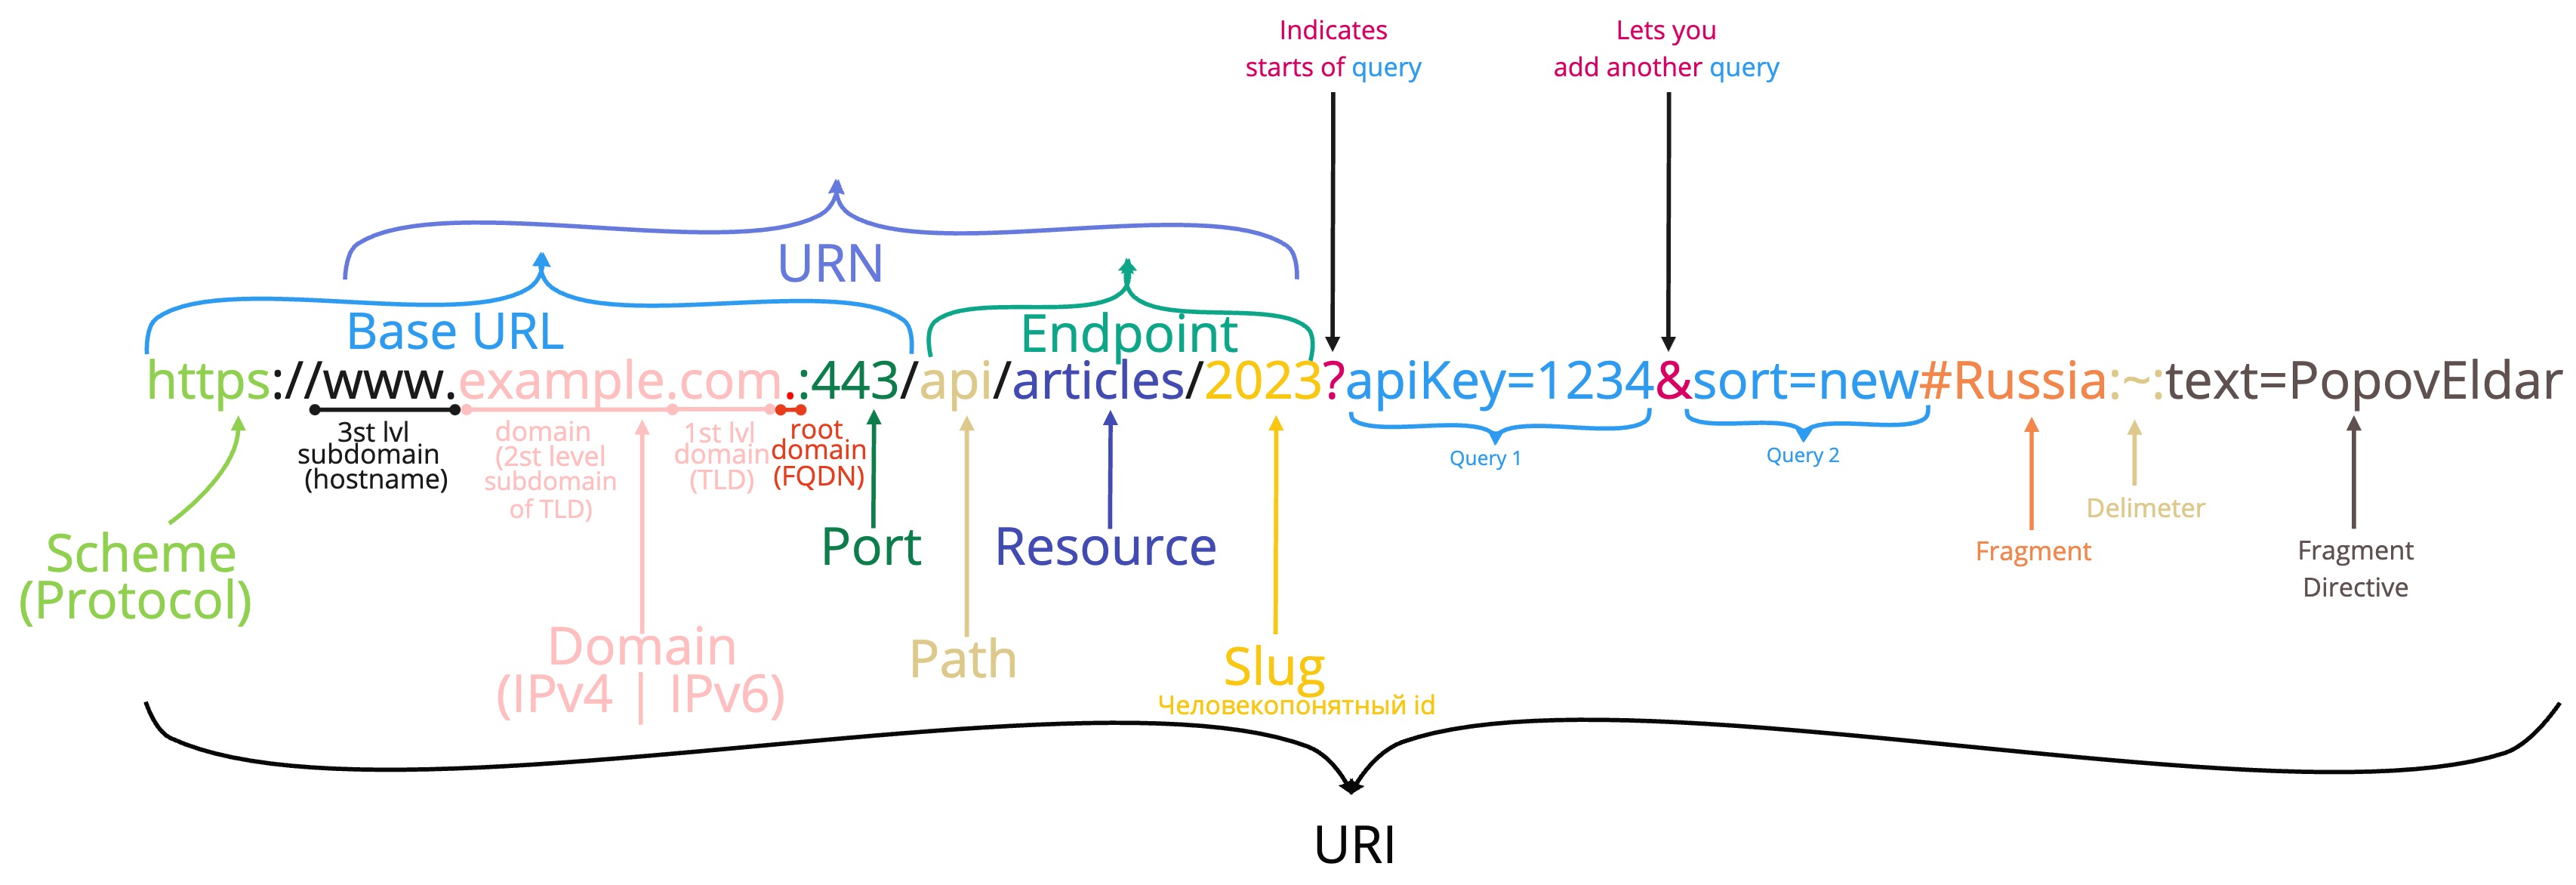 Indicates
starts of query
Lets you
add another query
URN
Base URL
Endpoint
https://www.example.com.:443/api/articles/2023?apiKey=1234&sort=new#Russia:~:text=PopovEldar
3st lvl
subdomain
(hostname)
domain
(2st level
subdomain
of TLD)
1st lvl
domain
(TLD)
root
domain
(FQDN)
Query 1
Query 2
Scheme
(Protocol)
Domain
(IPv4 | IPv6)
Port
Path
Resource
Slug
Человекопонятный id
Fragment
Delimeter
Fragment
Directive
URI